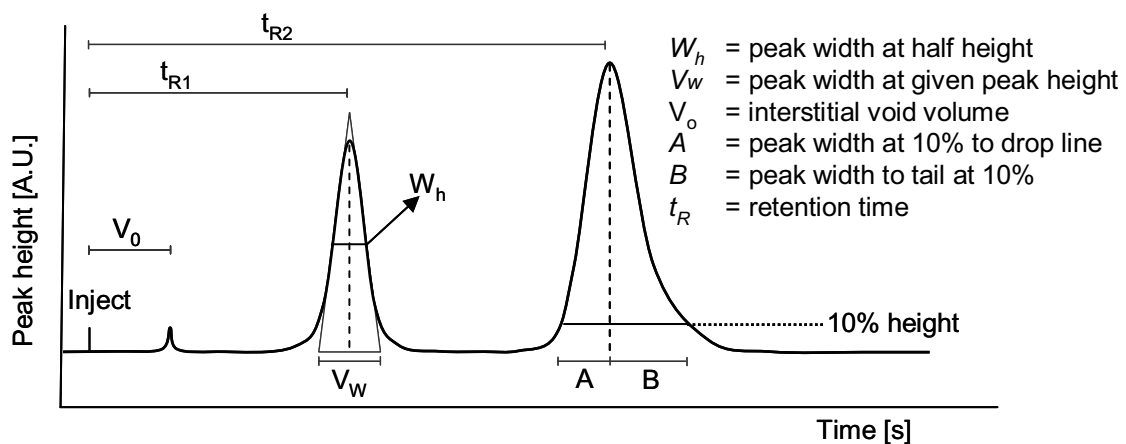 t_R2
t_R1
V_0
Inject
W_h
V_W
A
B
10% height
Peak height [A.U.]
Time [s]
W_h = peak width at half height
Vw = peak width at given peak height
V_o = interstitial void volume
A = peak width at 10% to drop line
B = peak width to tail at 10%
t_R = retention time